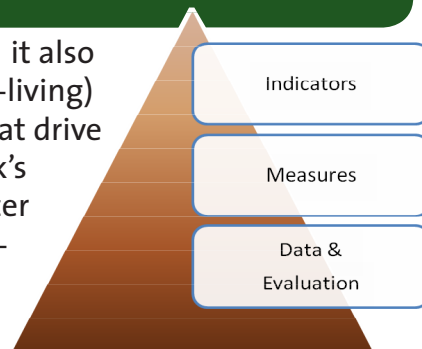 it also
-living)
at drive
k's
ter
-
Indicators
Measures
Data &
Evaluation